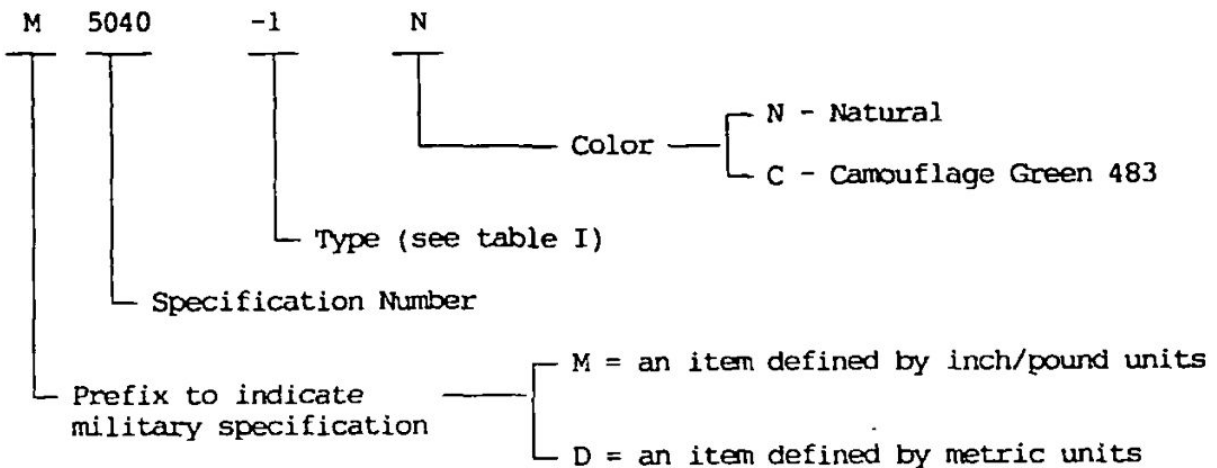 M 5040 -1 N
N - Natural
Color
C - Camouflage Green 483
Type (see table I)
Specification Number
M = an item defined by inch/pound units
Prefix to indicate
military specification
D = an item defined by metric units